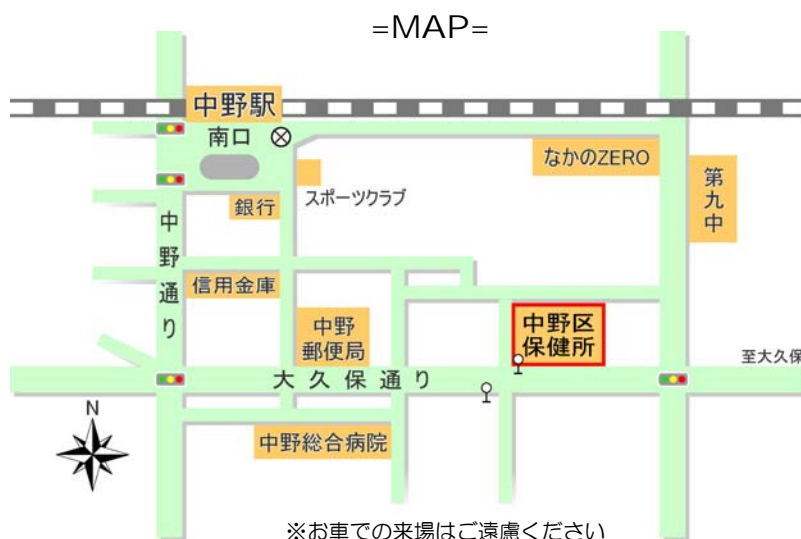 =MAP=
中野駅
南口
なかのZERO
第九中
スポーツクラブ
銀行
中野通り
信用金庫
中野
郵便局
中野区
保健所
至大久保
大久保通り
N
中野総合病院
※お車での来場はご遠慮ください